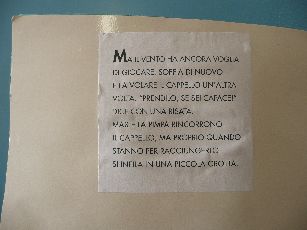 MA IL VENTO HA ANCORA VOGLIA
DI GIOCARE. SOFFIA DI NUOVO
E FA VOLARE IL CAPPELLO UN'ALTRA
VOLTA. "PRENDILO, SE SEI CAPACE!"
DICE CON UNA RISATA.
MARI E LA PIMPA RINCORRONO
IL CAPPELLO, MA PROPRIO QUANDO
STANNO PER RAGGIUNGERLO
SI INFILA IN UNA PICCOLA GROTTA.